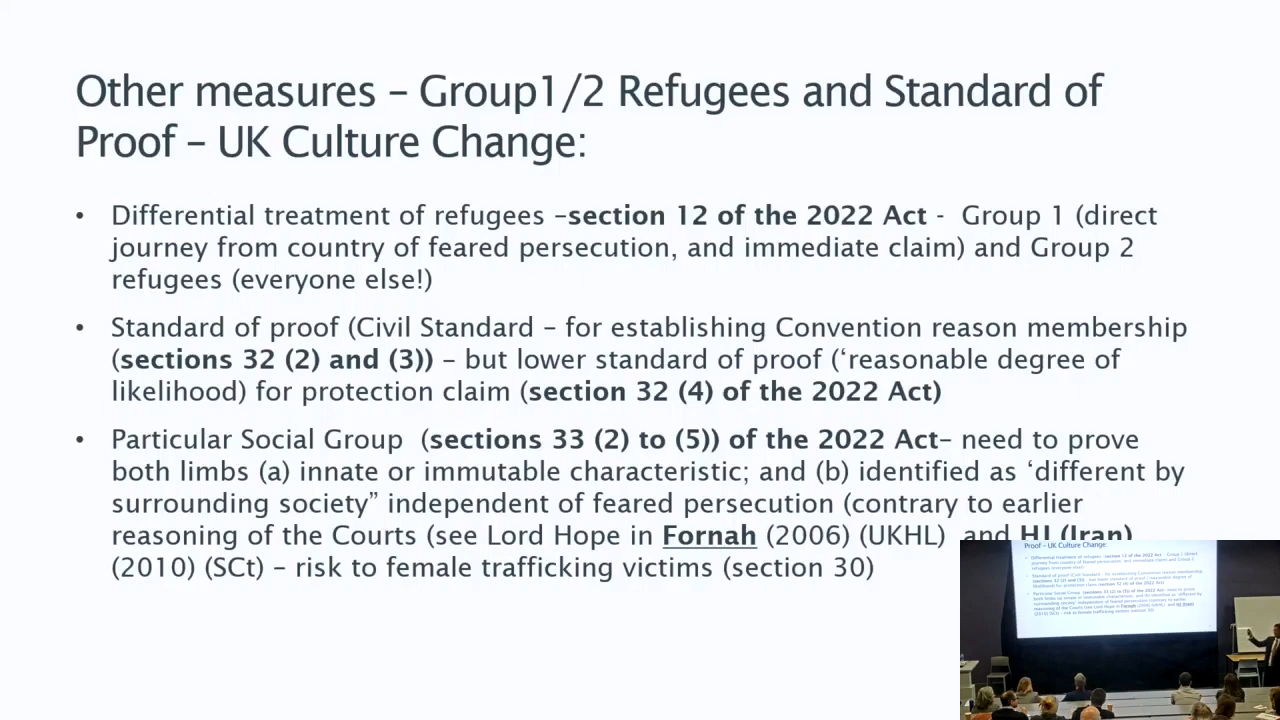 Other measures – Group1/2 Refugees and Standard of
Proof – UK Culture Change:
• Differential treatment of refugees –section 12 of the 2022 Act - Group 1 (direct
journey from country of feared persecution, and immediate claim) and Group 2
refugees (everyone else!)
• Standard of proof (Civil Standard – for establishing Convention reason membership
(sections 32 (2) and (3)) – but lower standard of proof (‘reasonable degree of
likelihood) for protection claim (section 32 (4) of the 2022 Act)
• Particular Social Group (sections 33 (2) to (5)) of the 2022 Act– need to prove
both limbs (a) innate or immutable characteristic; and (b) identified as ‘different by
surrounding society” independent of feared persecution (contrary to earlier
reasoning of the Courts (see Lord Hope in Fornah (2006) (UKHL) and HJ (Iran)
(2010) (SCt) – risk to female trafficking victims (section 30)
Proof – UK Culture Change: